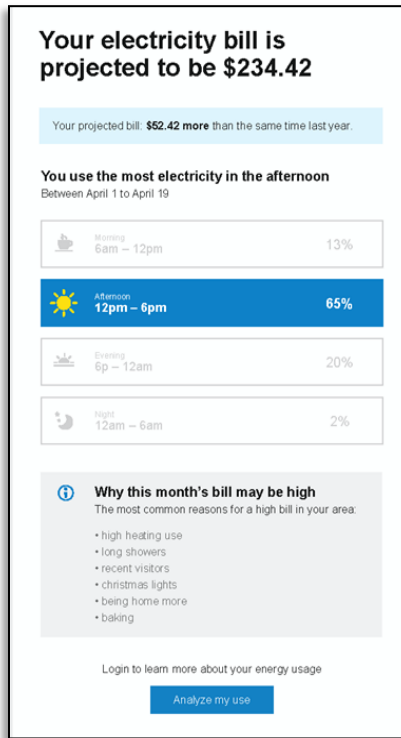 Your electricity bill is
projected to be $234.42
Your projected bill: $52.42 more than the same time last year.
You use the most electricity in the afternoon
Between April 1 to April 19
Morning
6am – 12pm
13%
Afternoon
12pm – 6pm
65%
Evening
6p – 12am
20%
Night
12am – 6am
2%
Why this month's bill may be high
The most common reasons for a high bill in your area:
• high heating use
• long showers
• recent visitors
• christmas lights
• being home more
• baking
Login to learn more about your energy usage
Analyze my use